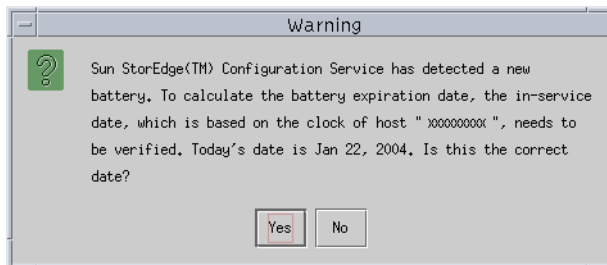 Warning
Sun StorEdge(TM) Configuration Service has detected a new
battery. To calculate the battery expiration date, the in-service
date, which is based on the clock of host " XXXXXXXXX ", needs to
be verified. Today's date is Jan 22, 2004. Is this the correct
date?
Yes No